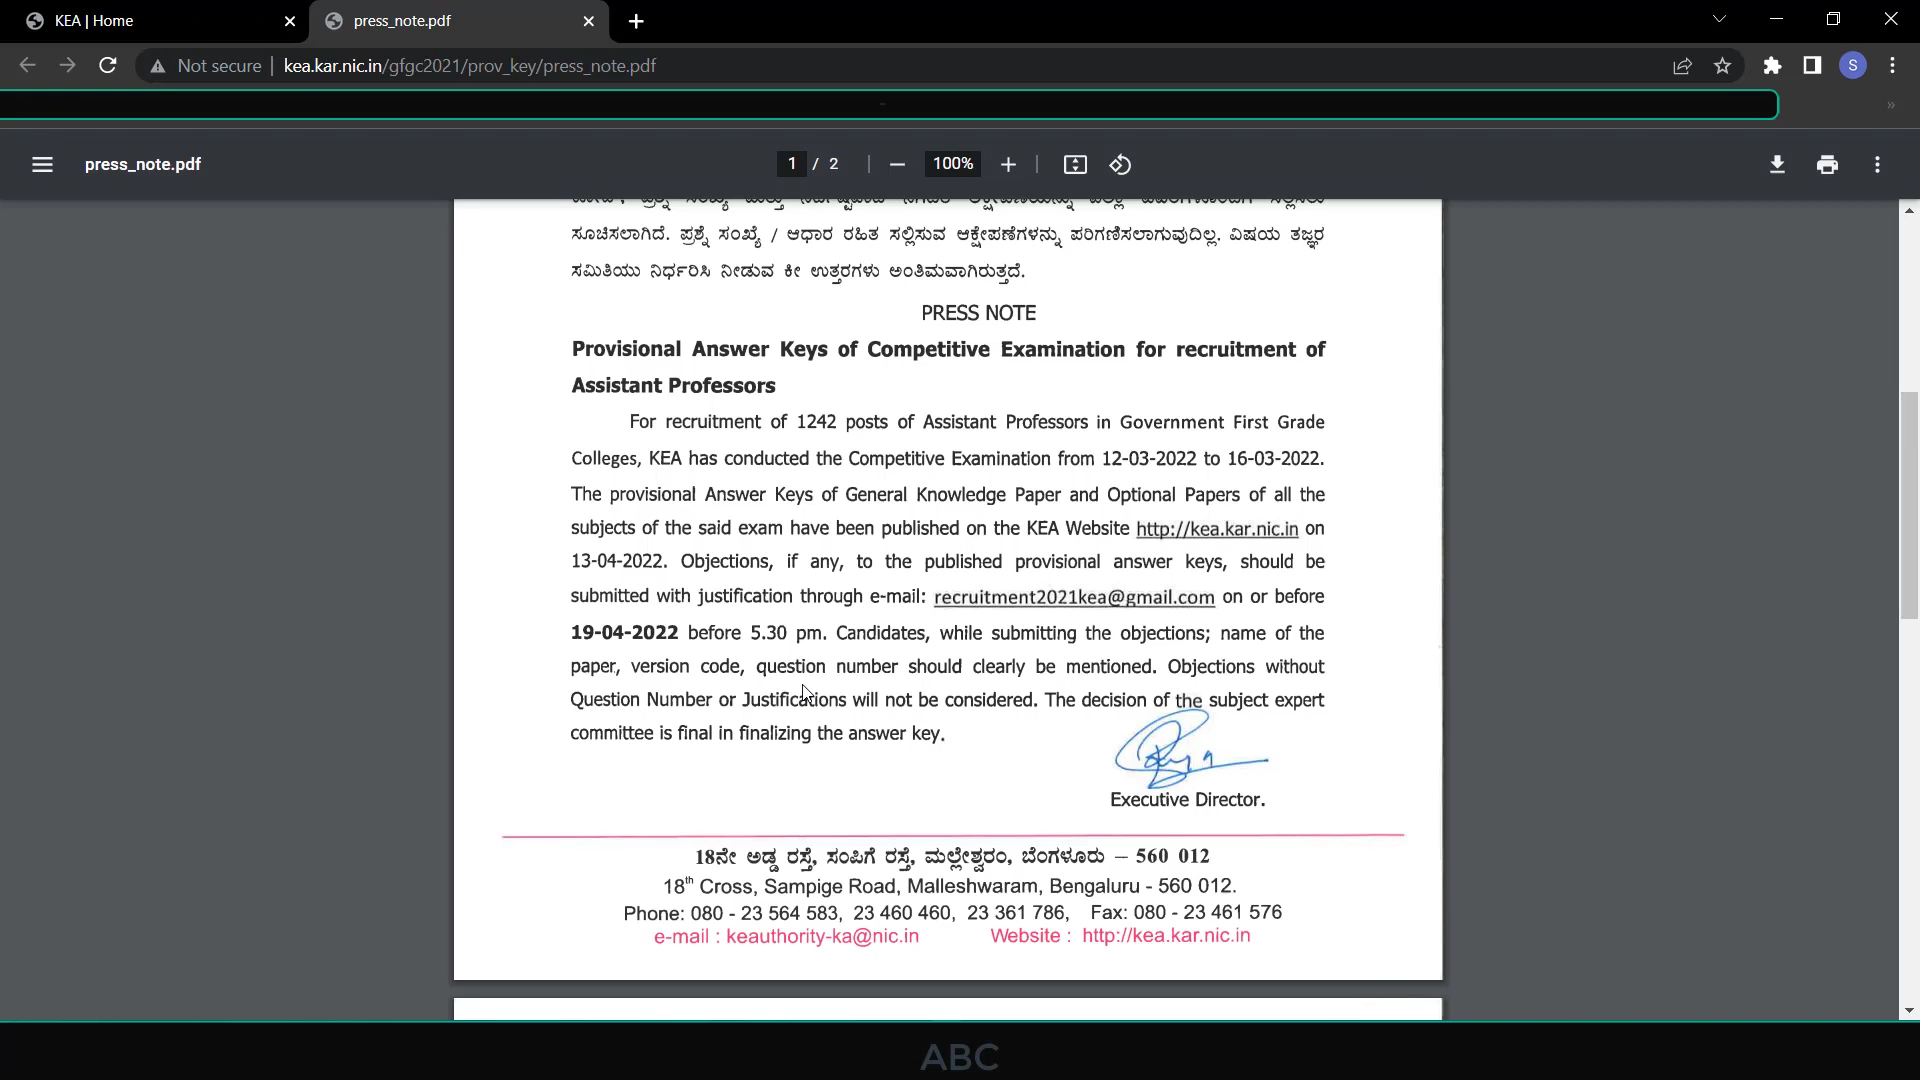 KEA | Home
press_note.pdf
Not secure
kea.kar.nic.in/gfgc2021/prov_key/press_note.pdf
S
press_note.pdf
1 / 2
100%
ಸೂಚಿಸಲಾಗಿದೆ. ಪ್ರಶ್ನೆ ಸಂಖ್ಯೆ / ಆಧಾರ ರಹಿತ ಸಲ್ಲಿಸುವ ಆಕ್ಷೇಪಣೆಗಳನ್ನು ಪರಿಗಣಿಸಲಾಗುವುದಿಲ್ಲ. ವಿಷಯ ತಜ್ಞರ
ಸಮಿತಿಯು ನಿರ್ಧರಿಸಿ ನೀಡುವ ಕೀ ಉತ್ತರಗಳು ಅಂತಿಮವಾಗಿರುತ್ತದೆ.
PRESS NOTE
Provisional Answer Keys of Competitive Examination for recruitment of
Assistant Professors
For recruitment of 1242 posts of Assistant Professors in Government First Grade
Colleges, KEA has conducted the Competitive Examination from 12-03-2022 to 16-03-2022.
The provisional Answer Keys of General Knowledge Paper and Optional Papers of all the
subjects of the said exam have been published on the KEA Website http://kea.kar.nic.in on
13-04-2022. Objections, if any, to the published provisional answer keys, should be
submitted with justification through e-mail: recruitment2021kea@gmail.com on or before
19-04-2022 before 5.30 pm. Candidates, while submitting the objections; name of the
paper, version code, question number should clearly be mentioned. Objections without
Question Number or Justifications will not be considered. The decision of the subject expert
committee is final in finalizing the answer key.
Executive Director.
18ನೇ ಅಡ್ಡ ರಸ್ತೆ, ಸಂಪಿಗೆ ರಸ್ತೆ, ಮಲ್ಲೇಶ್ವರಂ, ಬೆಂಗಳೂರು – 560 012
18th Cross, Sampige Road, Malleshwaram, Bengaluru - 560 012.
Phone: 080 - 23 564 583, 23 460 460, 23 361 786, Fax: 080 - 23 461 576
e-mail : keauthority-ka@nic.in Website : http://kea.kar.nic.in
ABC